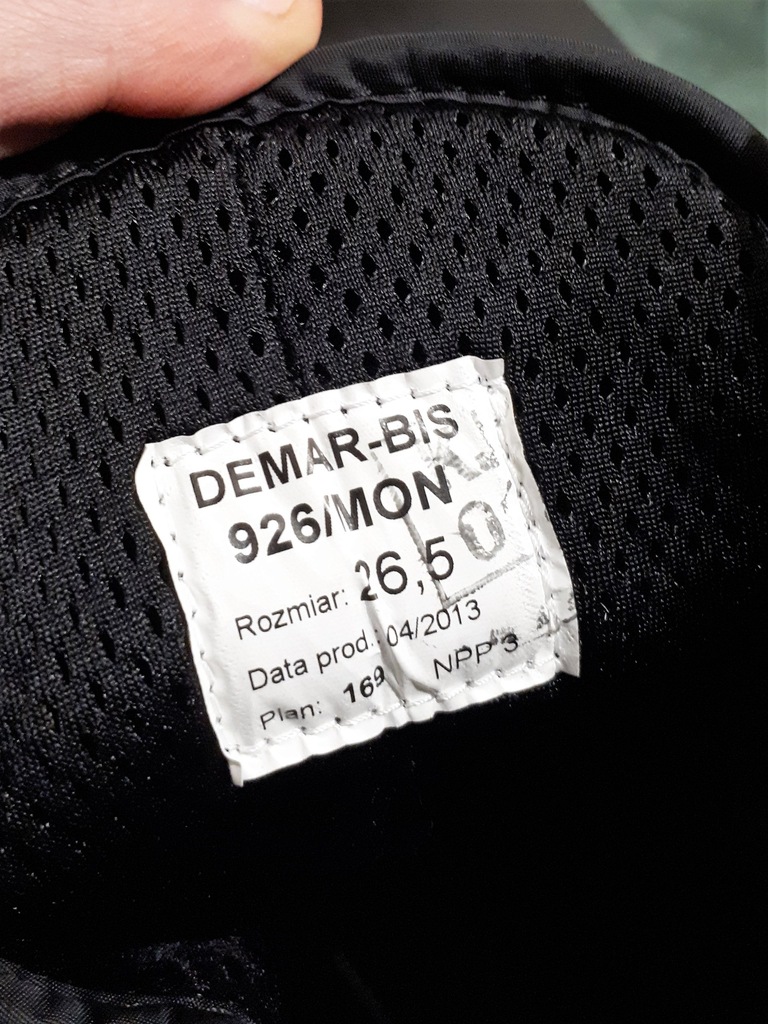 DEMAR-BIS
926/MON
Rozmiar: 26,5
Data prod.: 04/2013
Plan: 169 NPP 3